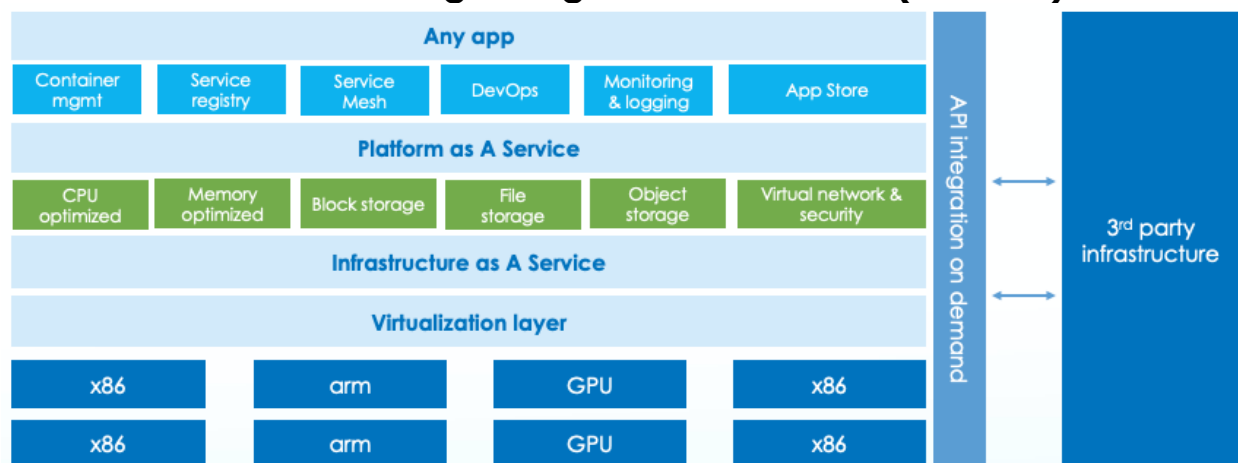 Any app
Container
mgmt
Service
registry
Service
Mesh
DevOps
Monitoring
& logging
App Store
Platform as A Service
CPU
optimized
Memory
optimized
Block storage
File
storage
Object
storage
Virtual network &
security
Infrastructure as A Service
Virtualization layer
x86
arm
GPU
x86
x86
arm
GPU
x86
API integration on demand
3rd party
infrastructure